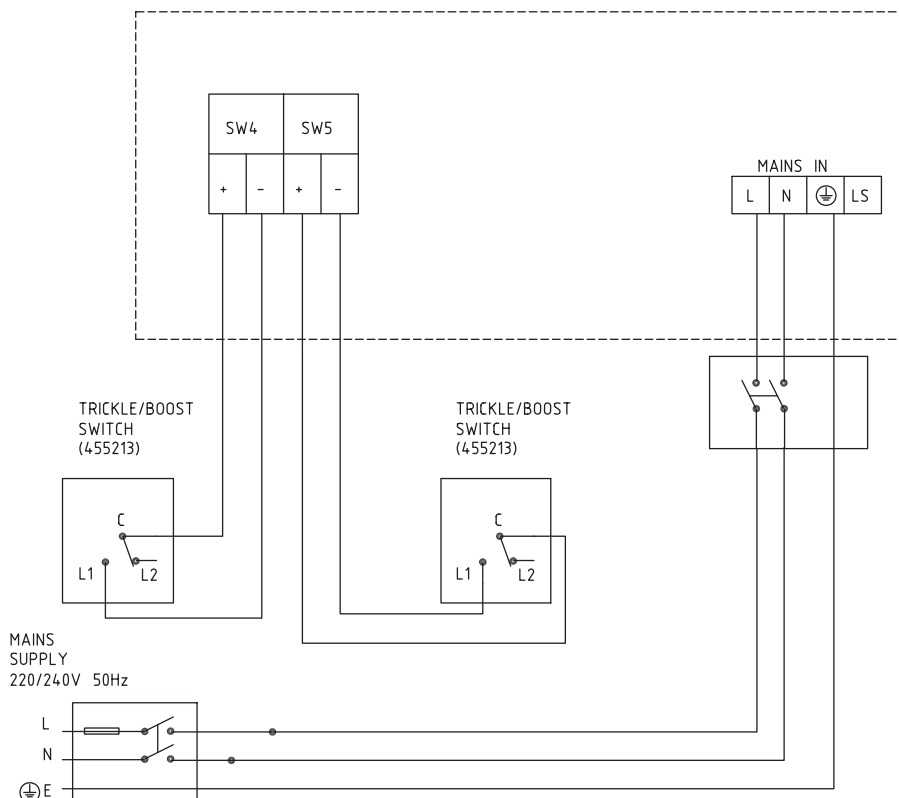 SW4 SW5
+ - + -
MAINS IN
L N LS
TRICKLE/BOOST
SWITCH
(455213)
C
L1 L2
TRICKLE/BOOST
SWITCH
(455213)
C
L1 L2
MAINS
SUPPLY
220/240V 50Hz
L
N
E